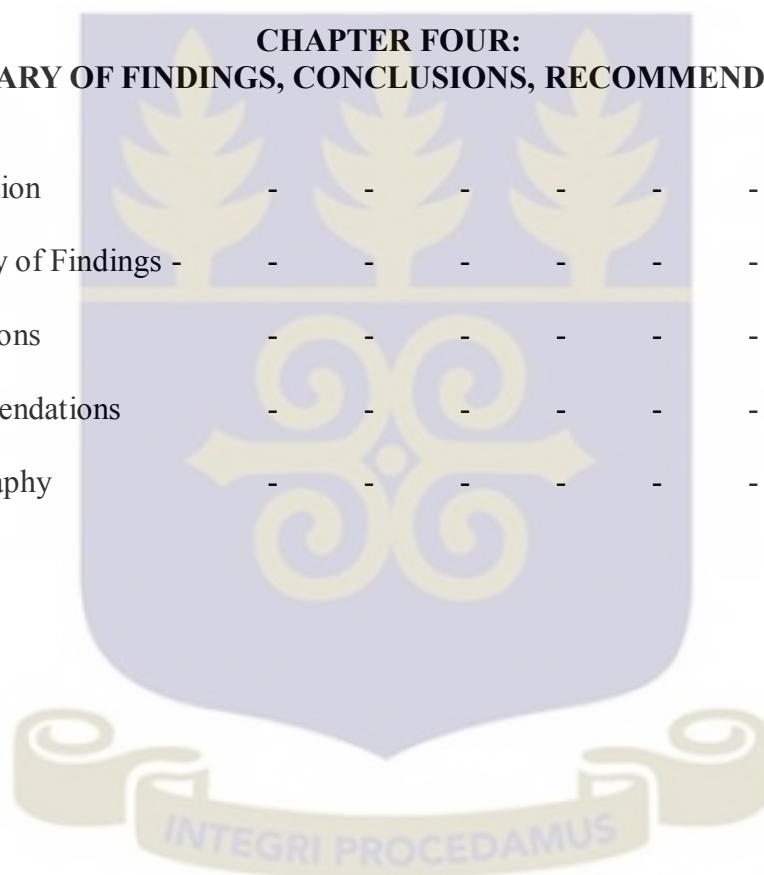 CHAPTER FOUR:
ARY OF FINDINGS, CONCLUSIONS, RECOMMEND
ion - - - - - -
y of Findings - - - - - - -
ons - - - - - -
endations - - - - - -
aphy - - - - - -
INTEGRI PROCEDAMUS